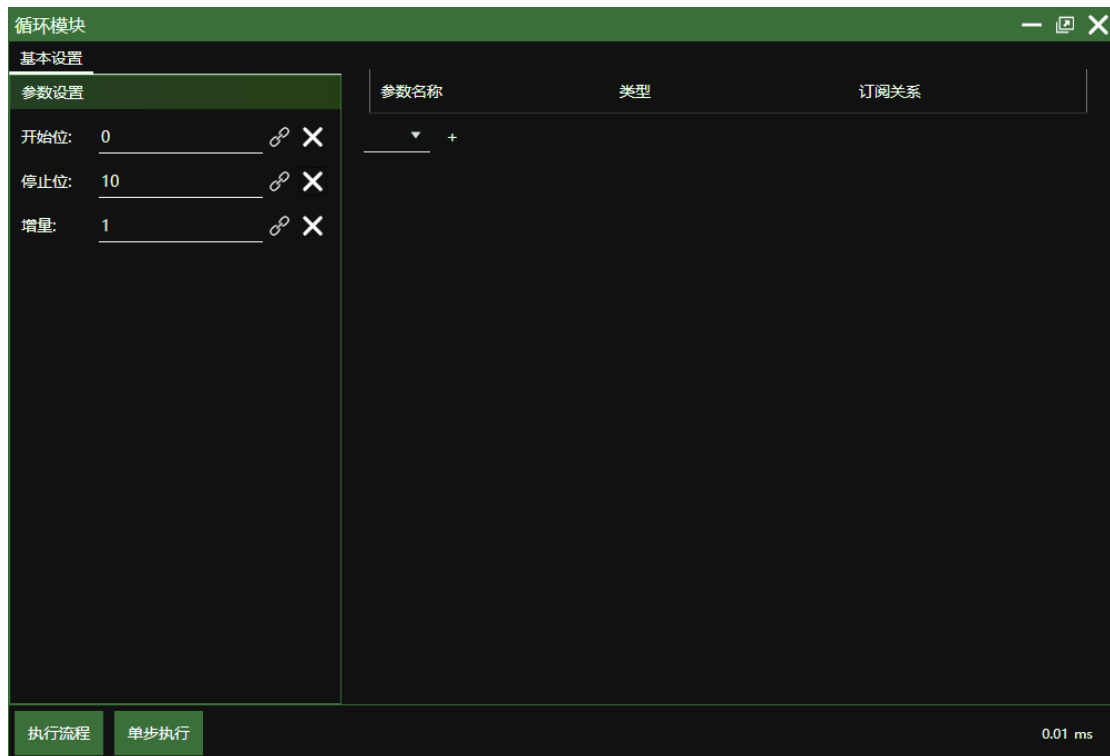 循环模块
基本设置
参数设置
开始位: 0
停止位: 10
增量: 1
参数名称 类型 订阅关系
+
执行流程 单步执行 0.01 ms